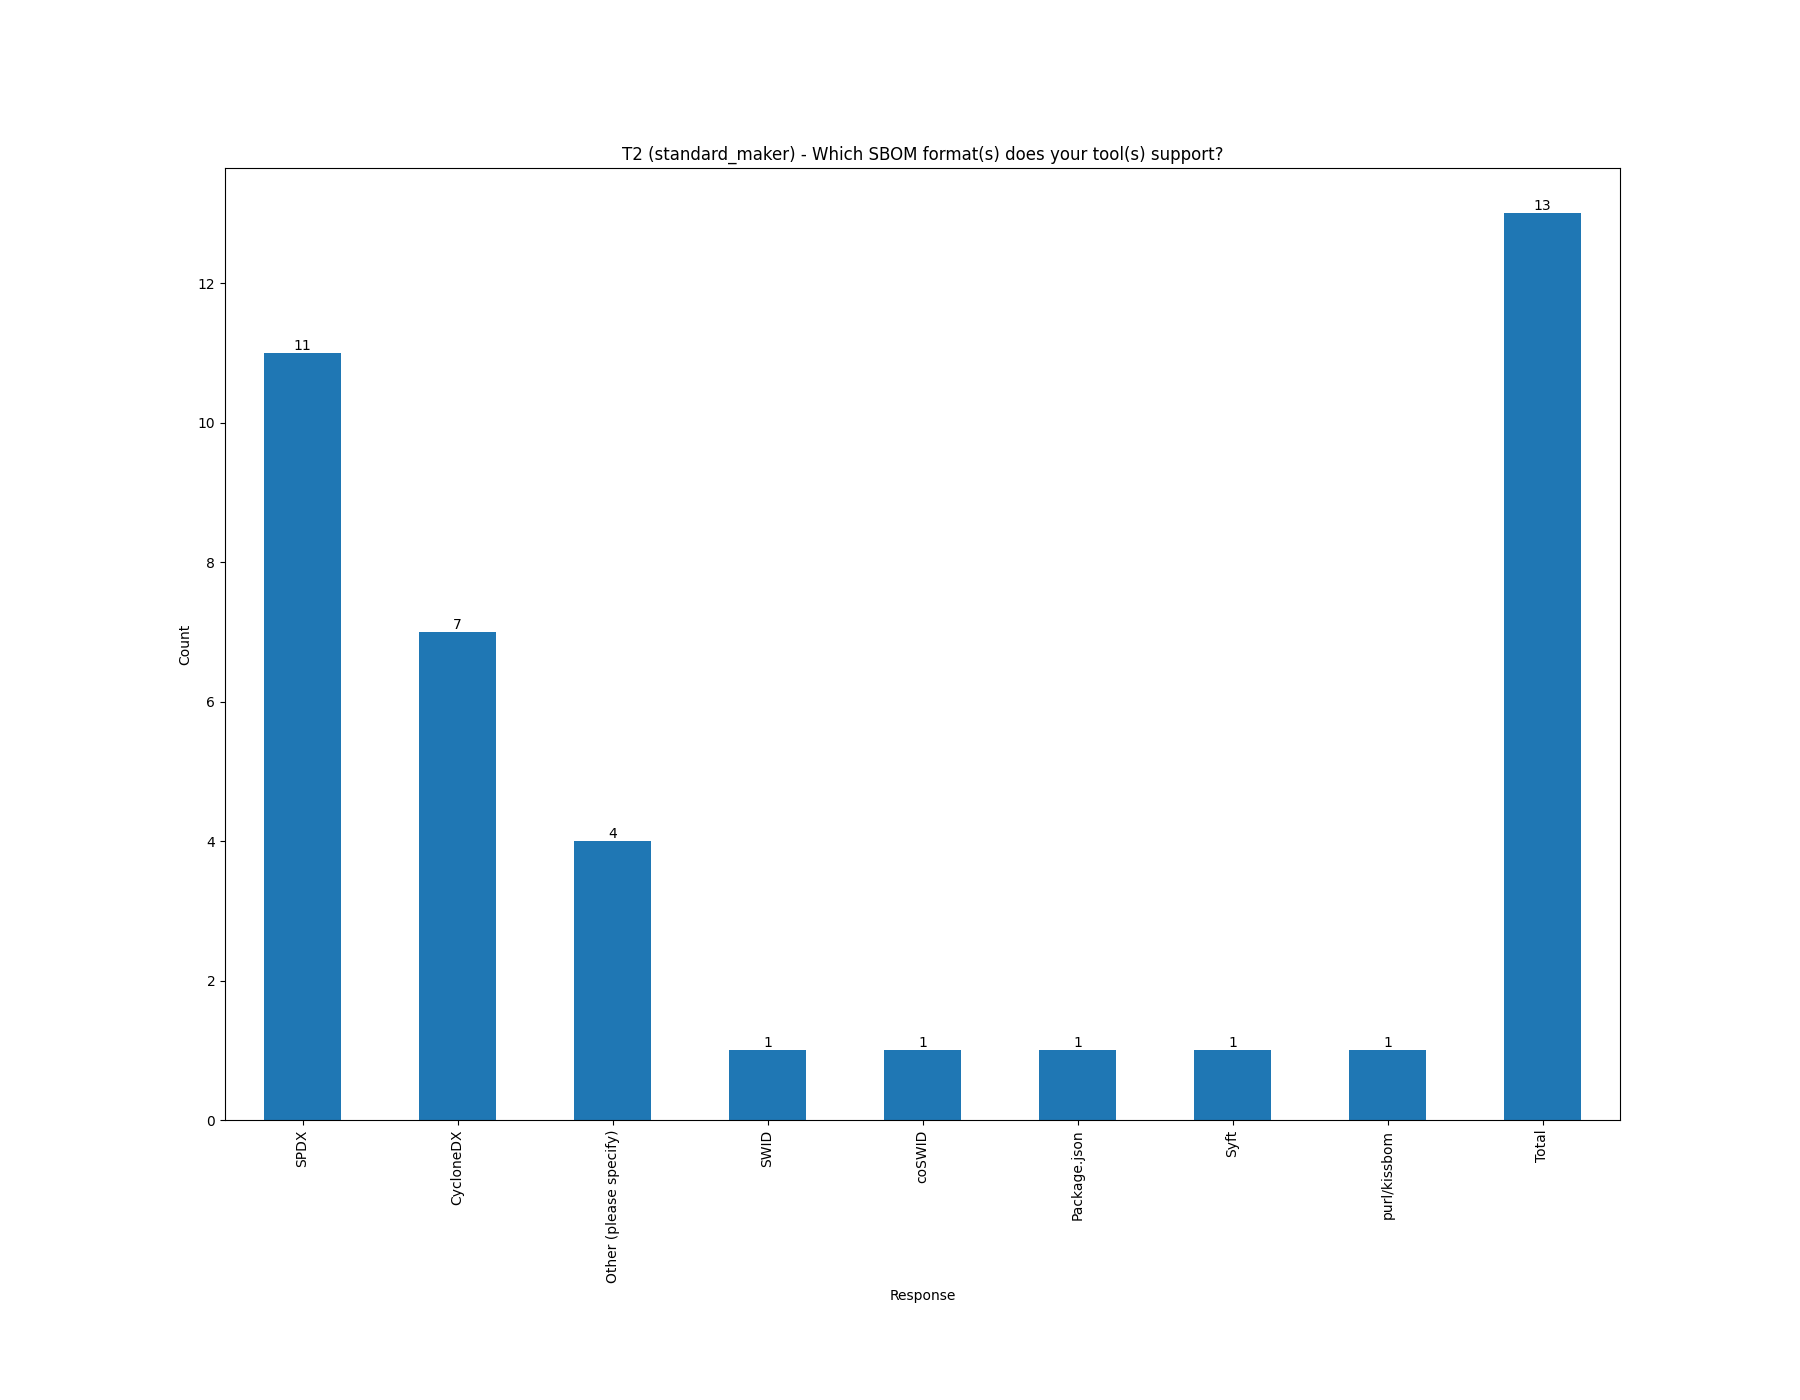 T2 (standard_maker) - Which SBOM format(s) does your tool(s) support?
13
12
11
10
8
7
6
4
4
2
1
1
1
1
1
0
Count
SPDX
CycloneDX
Other (please specify)
SWID
coSWID
Package.json
Syft
purl/kissbom
Total
Response